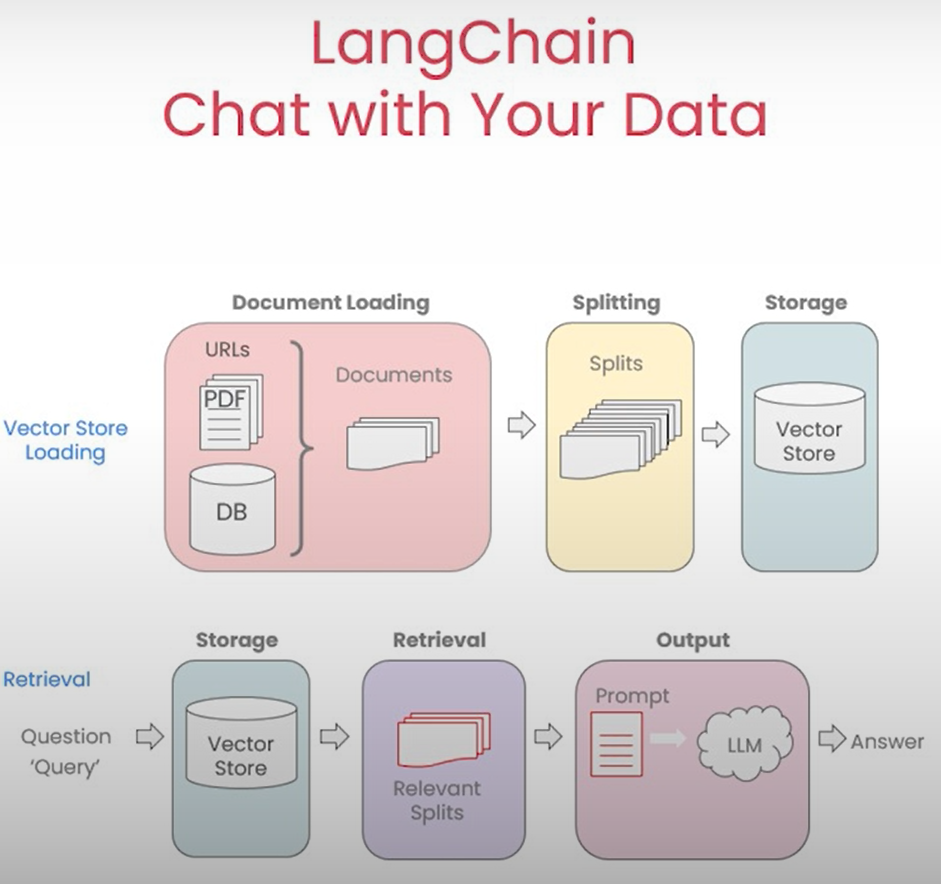 LangChain
Chat with Your Data
Document Loading
Splitting
Storage
URLs
Documents
Splits
PDF
Vector Store
Loading
Vector
Store
DB
Storage
Retrieval
Output
Retrieval
Prompt
Question
'Query'
Vector
Store
LLM
Answer
Relevant
Splits